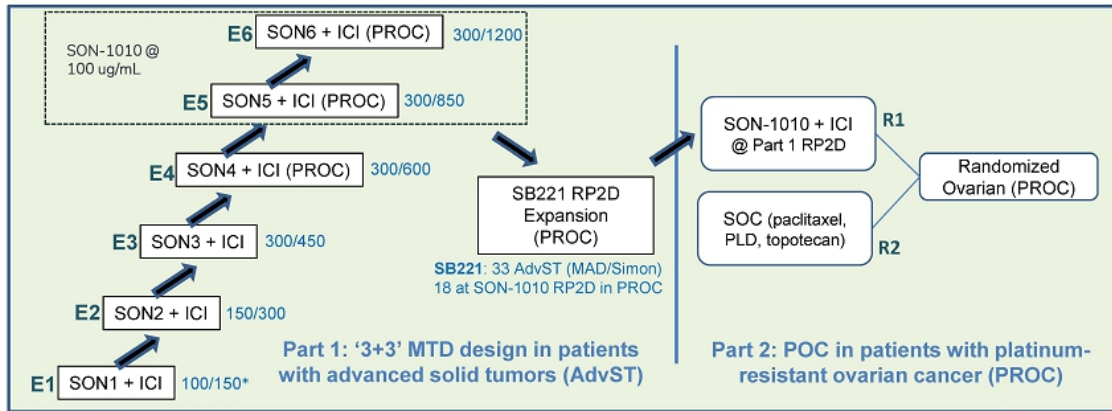 SON-1010 @
100 ug/mL
E6 SON6 + ICI (PROC) 300/1200
E5 SON5 + ICI (PROC) 300/850
E4 SON4 + ICI (PROC) 300/600
E3 SON3 + ICI 300/450
E2 SON2 + ICI 150/300
E1 SON1 + ICI 100/150*
SB221 RP2D
Expansion
(PROC)
SB221: 33 AdvST (MAD/Simon)
18 at SON-1010 RP2D in PROC
Part 1: ‘3+3’ MTD design in patients
with advanced solid tumors (AdvST)
SON-1010 + ICI
@ Part 1 RP2D
R1
SOC (paclitaxel,
PLD, topotecan)
R2
Randomized
Ovarian (PROC)
Part 2: POC in patients with platinum-
resistant ovarian cancer (PROC)